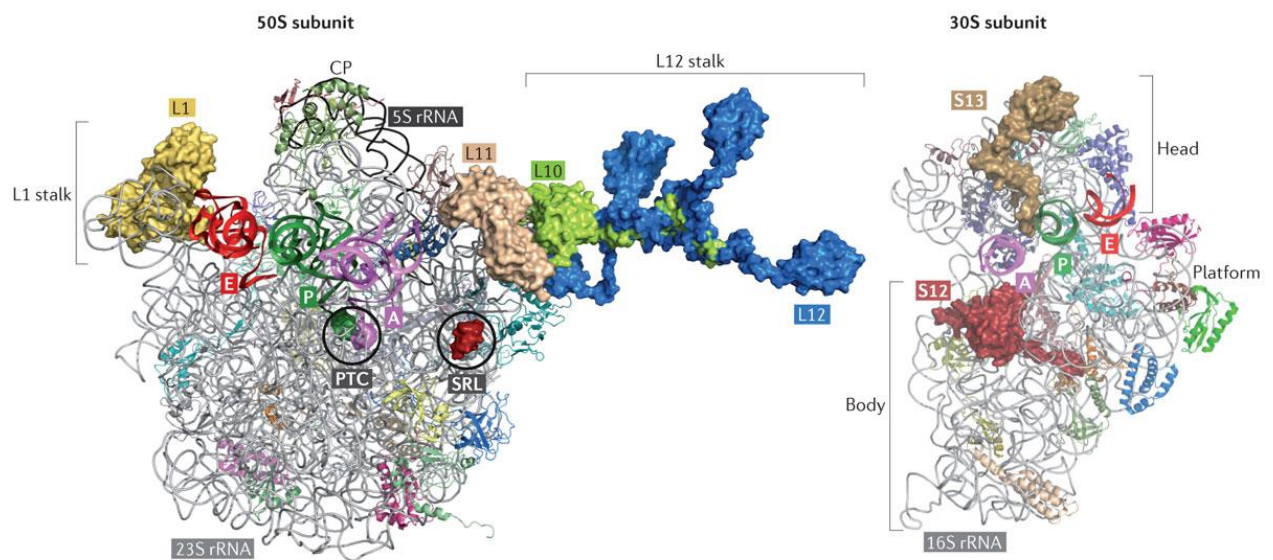 50S subunit
30S subunit
CP
L12 stalk
L1
5S rRNA
S13
L11
L10
Head
L1 stalk
E
P
A
E
P
A
Platform
S12
L12
PTC
SRL
Body
23S rRNA
16S rRNA